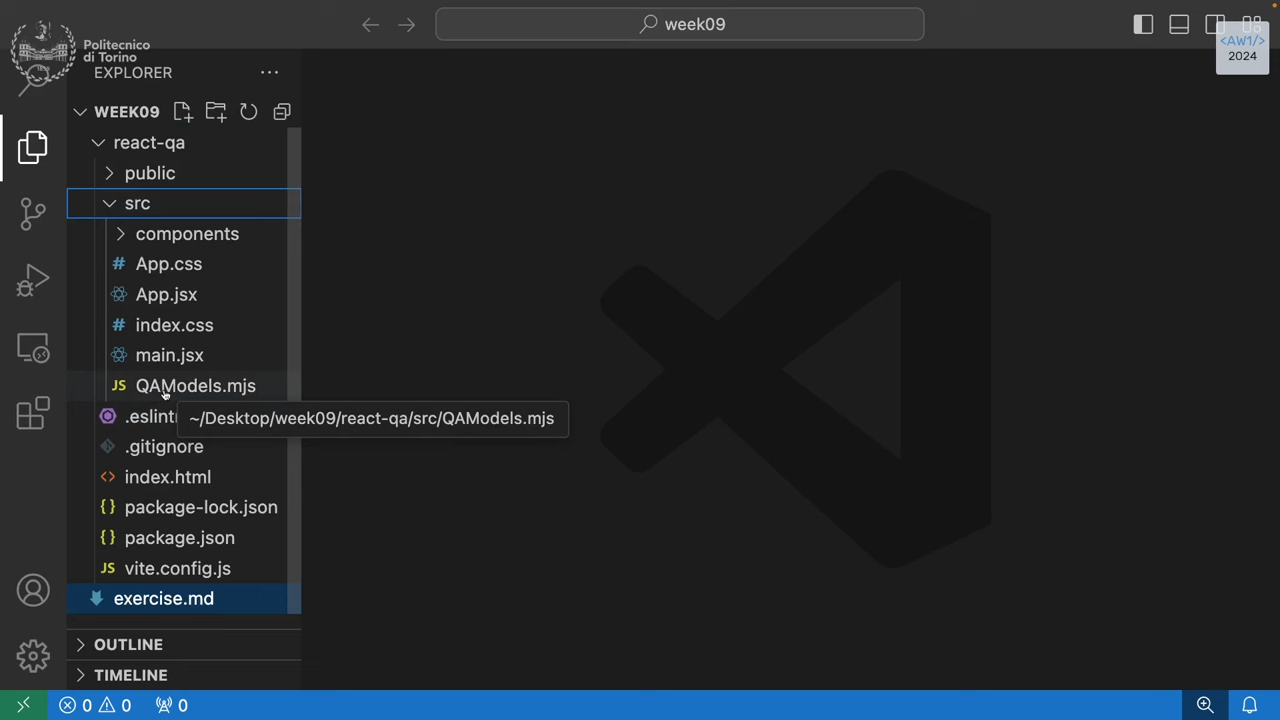 week09
<AW1/>
2024
Politecnico
di Torino
EXPLORER
WEEK09
react-qa
public
src
components
# App.css
App.jsx
# index.css
main.jsx
JS QAModels.mjs
~/Desktop/week09/react-qa/src/QAModels.mjs
.eslint
.gitignore
<> index.html
{} package-lock.json
{} package.json
JS vite.config.js
exercise.md
OUTLINE
TIMELINE
0 0 0